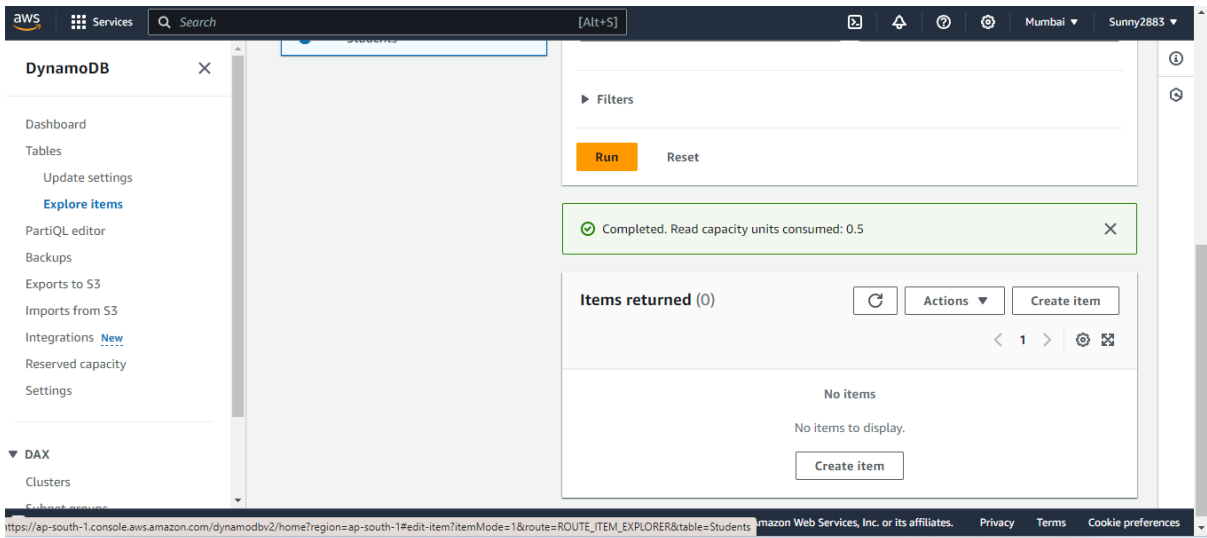 aws Services Search [Alt+S] Mumbai ▼ Sunny2883 ▼
DynamoDB
Dashboard
Tables
Update settings
Explore items
PartiQL editor
Backups
Exports to S3
Imports from S3
Integrations New
Reserved capacity
Settings
▼ DAX
Clusters
Subnet groups
Students
▶ Filters
Run Reset
Completed. Read capacity units consumed: 0.5
Items returned (0) Actions ▼ Create item
1
No items
No items to display.
Create item
https://ap-south-1.console.aws.amazon.com/dynamodbv2/home?region=ap-south-1#edit-item?itemMode=1&route=ROUTE_ITEM_EXPLORER&table=Students
Amazon Web Services, Inc. or its affiliates. Privacy Terms Cookie preferences